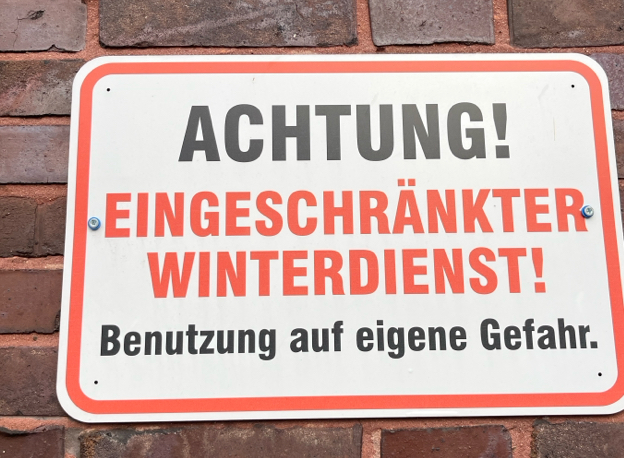 ACHTUNG!
EINGESCHRÄNKTER
WINTERDIENST!
Benutzung auf eigene Gefahr.